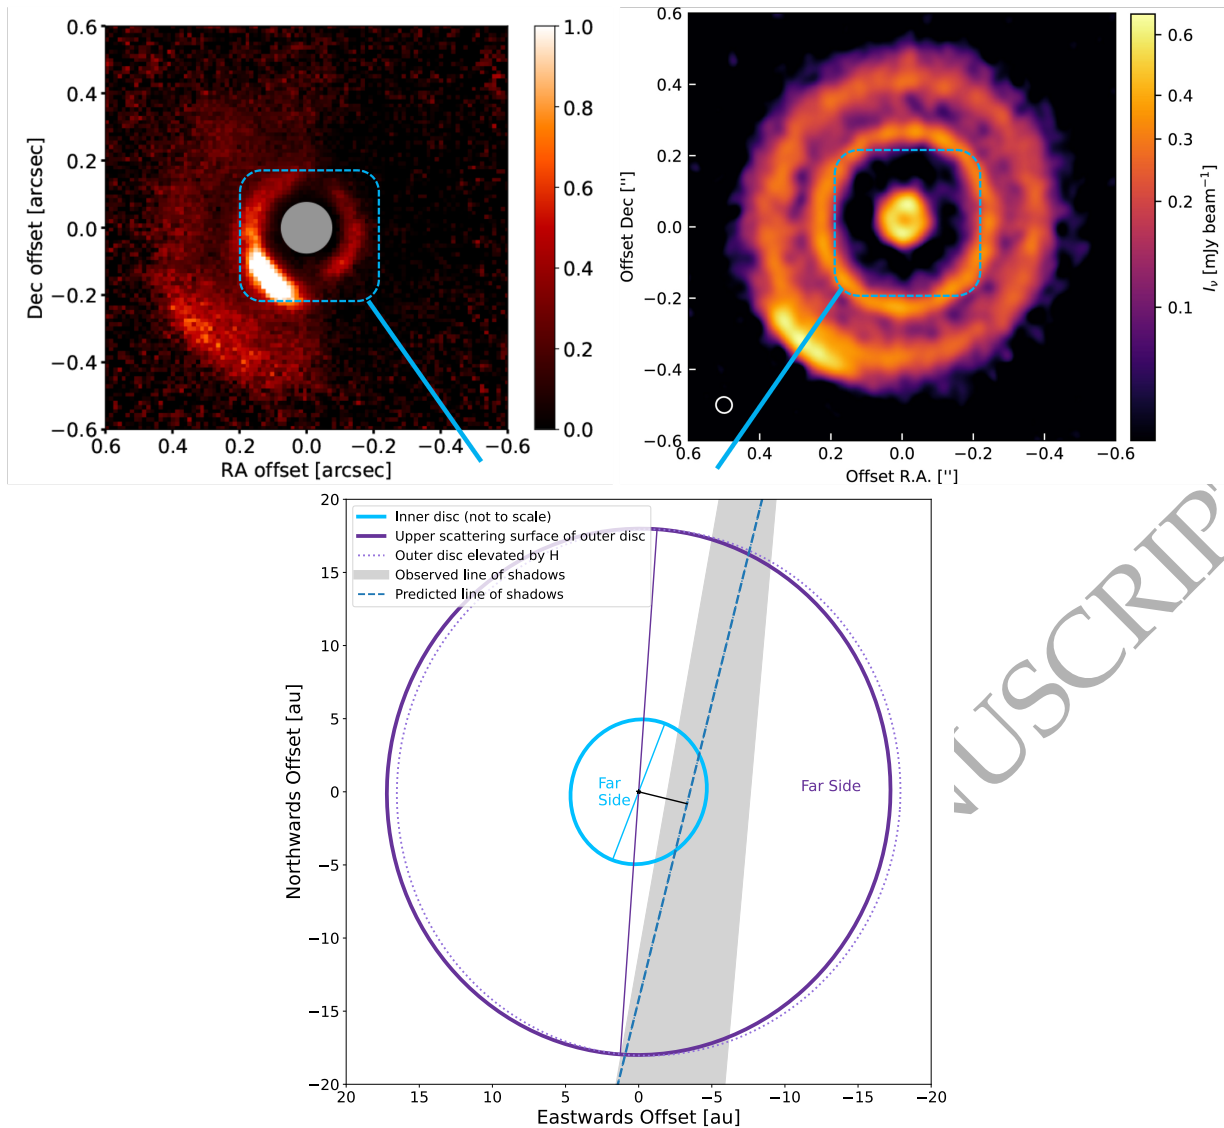 0.6
0.4
0.2
0.0
−0.2
−0.4
−0.6
Dec offset [arcsec]
0.6 0.4 0.2 0.0 −0.2 −0.4 −0.6
RA offset [arcsec]
1.0
0.8
0.6
0.4
0.2
0.0
0.6
0.4
0.2
0.0
−0.2
−0.4
−0.6
Offset Dec ["]
0.6 0.4 0.2 0.0 −0.2 −0.4 −0.6
Offset R.A. ["]
0.6
0.4
0.3
0.2
0.1
Iν [mJy beam⁻¹]
20
15
10
5
0
−5
−10
−15
−20
Northwards Offset [au]
Inner disc (not to scale)
Upper scattering surface of outer disc
Outer disc elevated by H
Observed line of shadows
Predicted line of shadows
Far
Side
Far Side
20 15 10 5 0 −5 −10 −15 −20
Eastwards Offset [au]